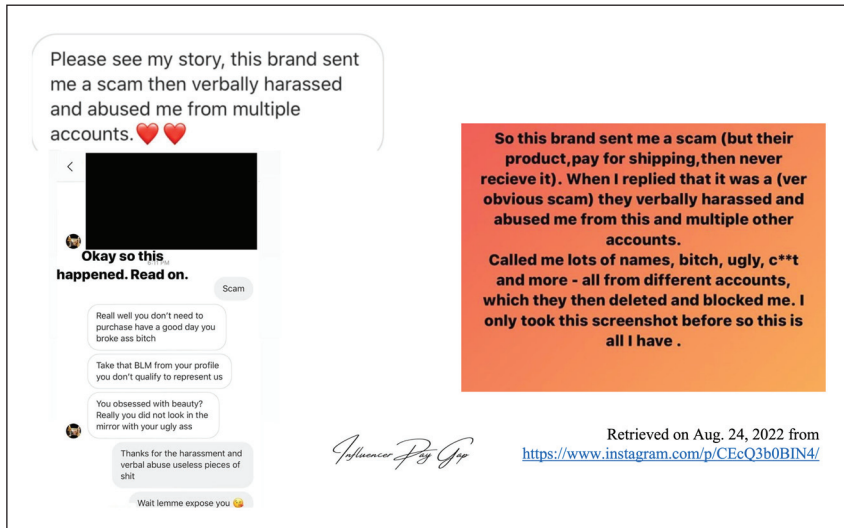 Please see my story, this brand sent
me a scam then verbally harassed
and abused me from multiple
accounts.❤️ ❤️
Okay so this
happened. Read on.
Scam
Reall well you don't need to
purchase have a good day you
broke ass bitch
Take that BLM from your profile
you don't qualify to represent us
You obsessed with beauty?
Really you did not look in the
mirror with your ugly ass
Thanks for the harassment and
verbal abuse useless pieces of
shit
Wait lemme expose you 😘
So this brand sent me a scam (but their
product,pay for shipping,then never
recieve it). When I replied that it was a (ver
obvious scam) they verbally harassed and
abused me from this and multiple other
accounts.
Called me lots of names, bitch, ugly, c**t
and more - all from different accounts,
which they then deleted and blocked me. I
only took this screenshot before so this is
all I have .
Influencer Pay Gap
Retrieved on Aug. 24, 2022 from
https://www.instagram.com/p/CEcQ3b0BIN4/